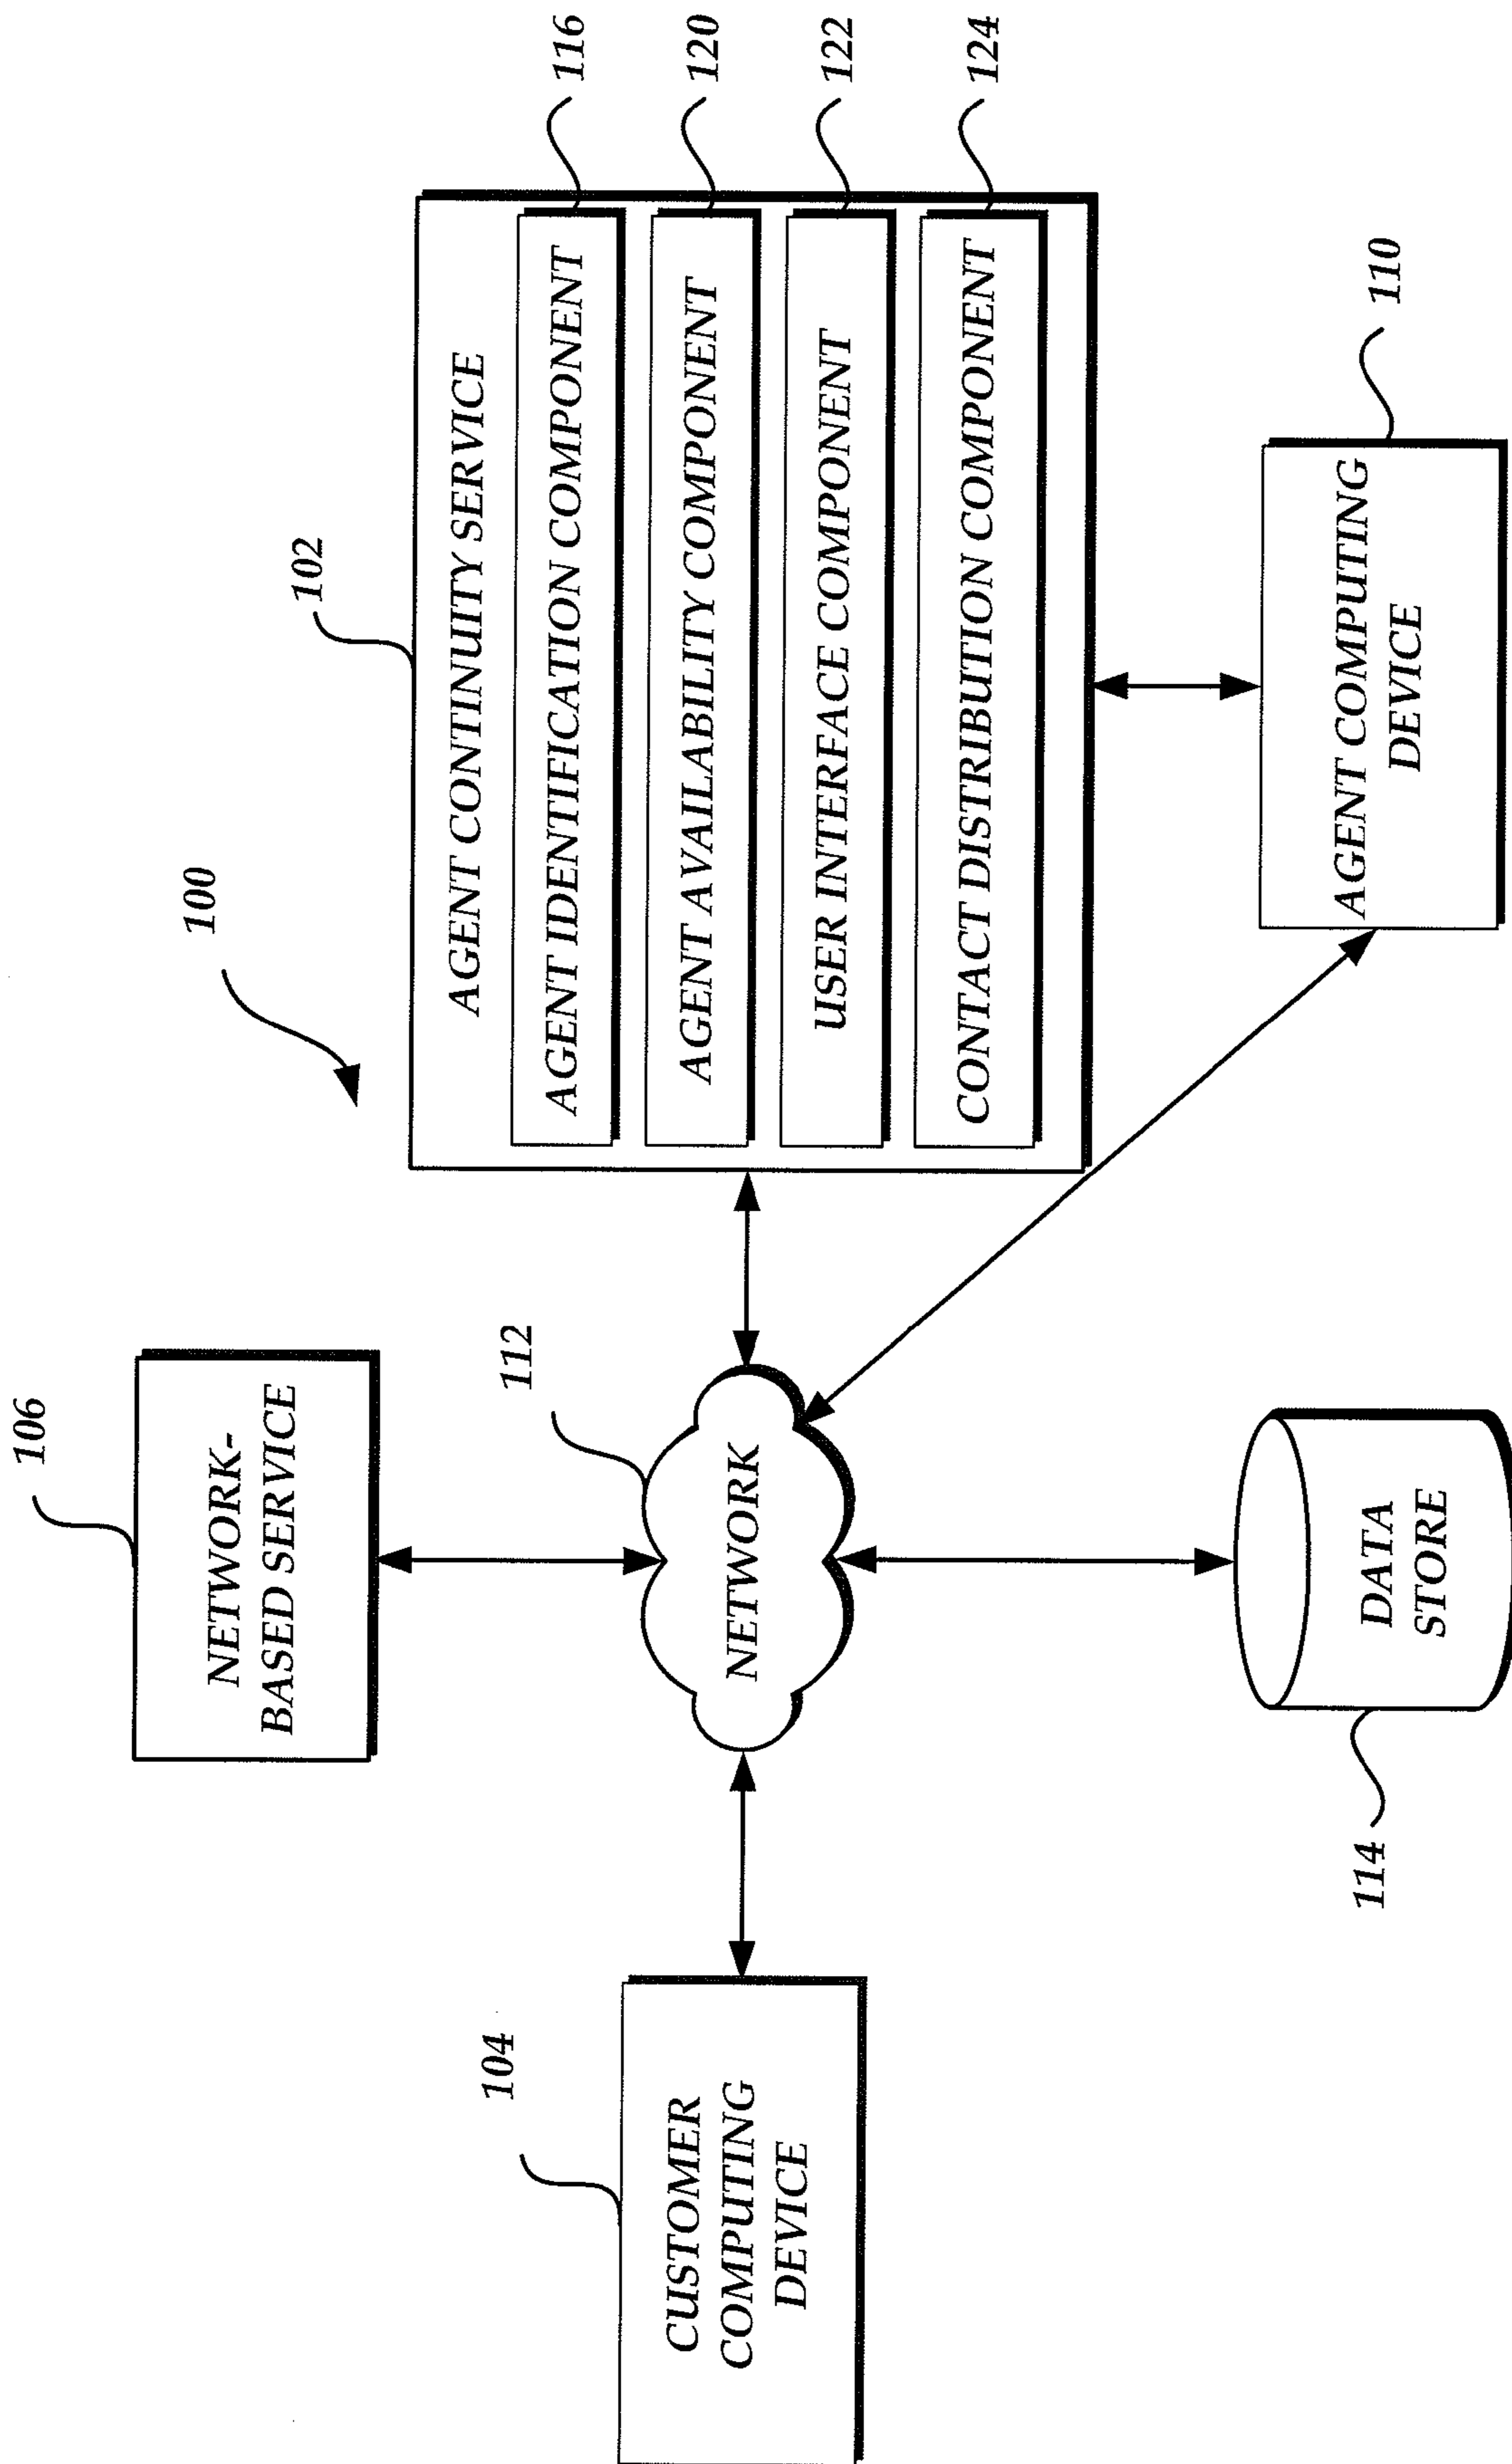 106
NETWORK-
BASED SERVICE
100
102
AGENT CONTINUITY SERVICE
AGENT IDENTIFICATION COMPONENT
116
AGENT AVAILABILITY COMPONENT
120
USER INTERFACE COMPONENT
122
CONTACT DISTRIBUTION COMPONENT
124
104
CUSTOMER
COMPUTING
DEVICE
112
NETWORK
114
DATA
STORE
AGENT COMPUTING
DEVICE
110